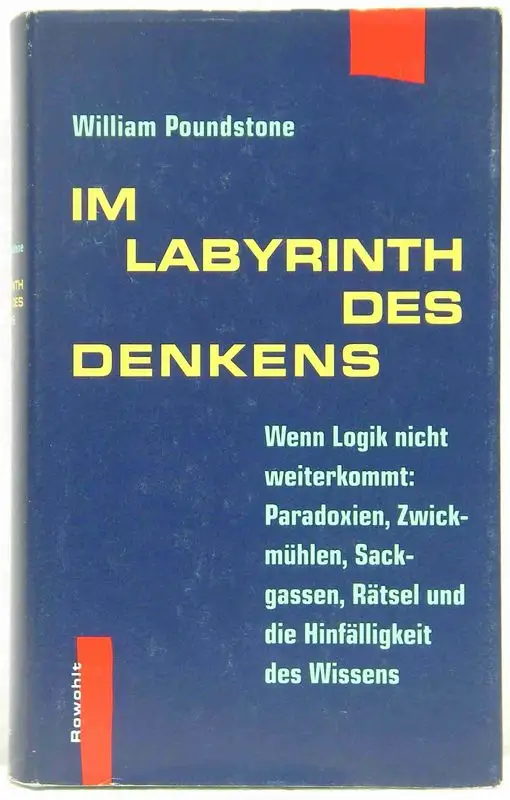 William Poundstone
IM
LABYRINTH
DES
DENKENS
Wenn Logik nicht
weiterkommt:
Paradoxien, Zwick-
mühlen, Sack-
gassen, Rätsel und
die Hinfälligkeit
des Wissens
Rowohlt